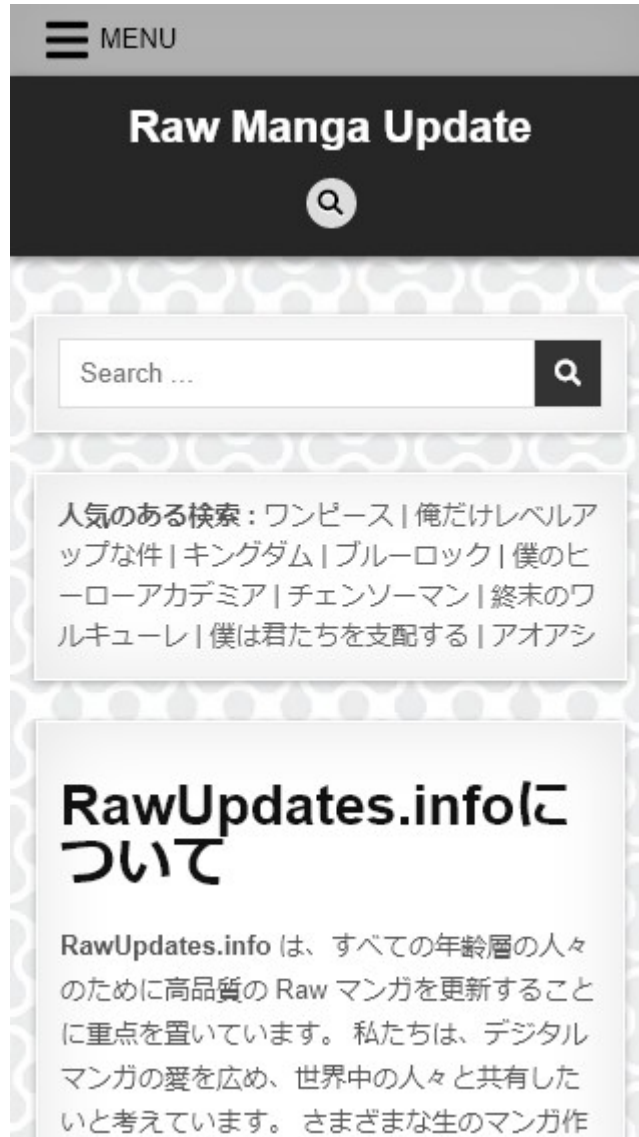 MENU
Raw Manga Update
Search ...
人気のある検索 : ワンピース | 俺だけレベルア
ップな件 | キングダム | ブルーロック | 僕のヒ
ーローアカデミア | チェンソーマン | 終末のワ
ルキューレ | 僕は君たちを支配する | アオアシ
RawUpdates.infoに
ついて
RawUpdates.info は、すべての年齢層の人々
のために高品質の Raw マンガを更新すること
に重点を置いています。 私たちは、デジタル
マンガの愛を広め、世界中の人々と共有した
いと考えています。 さまざまな生のマンガ作